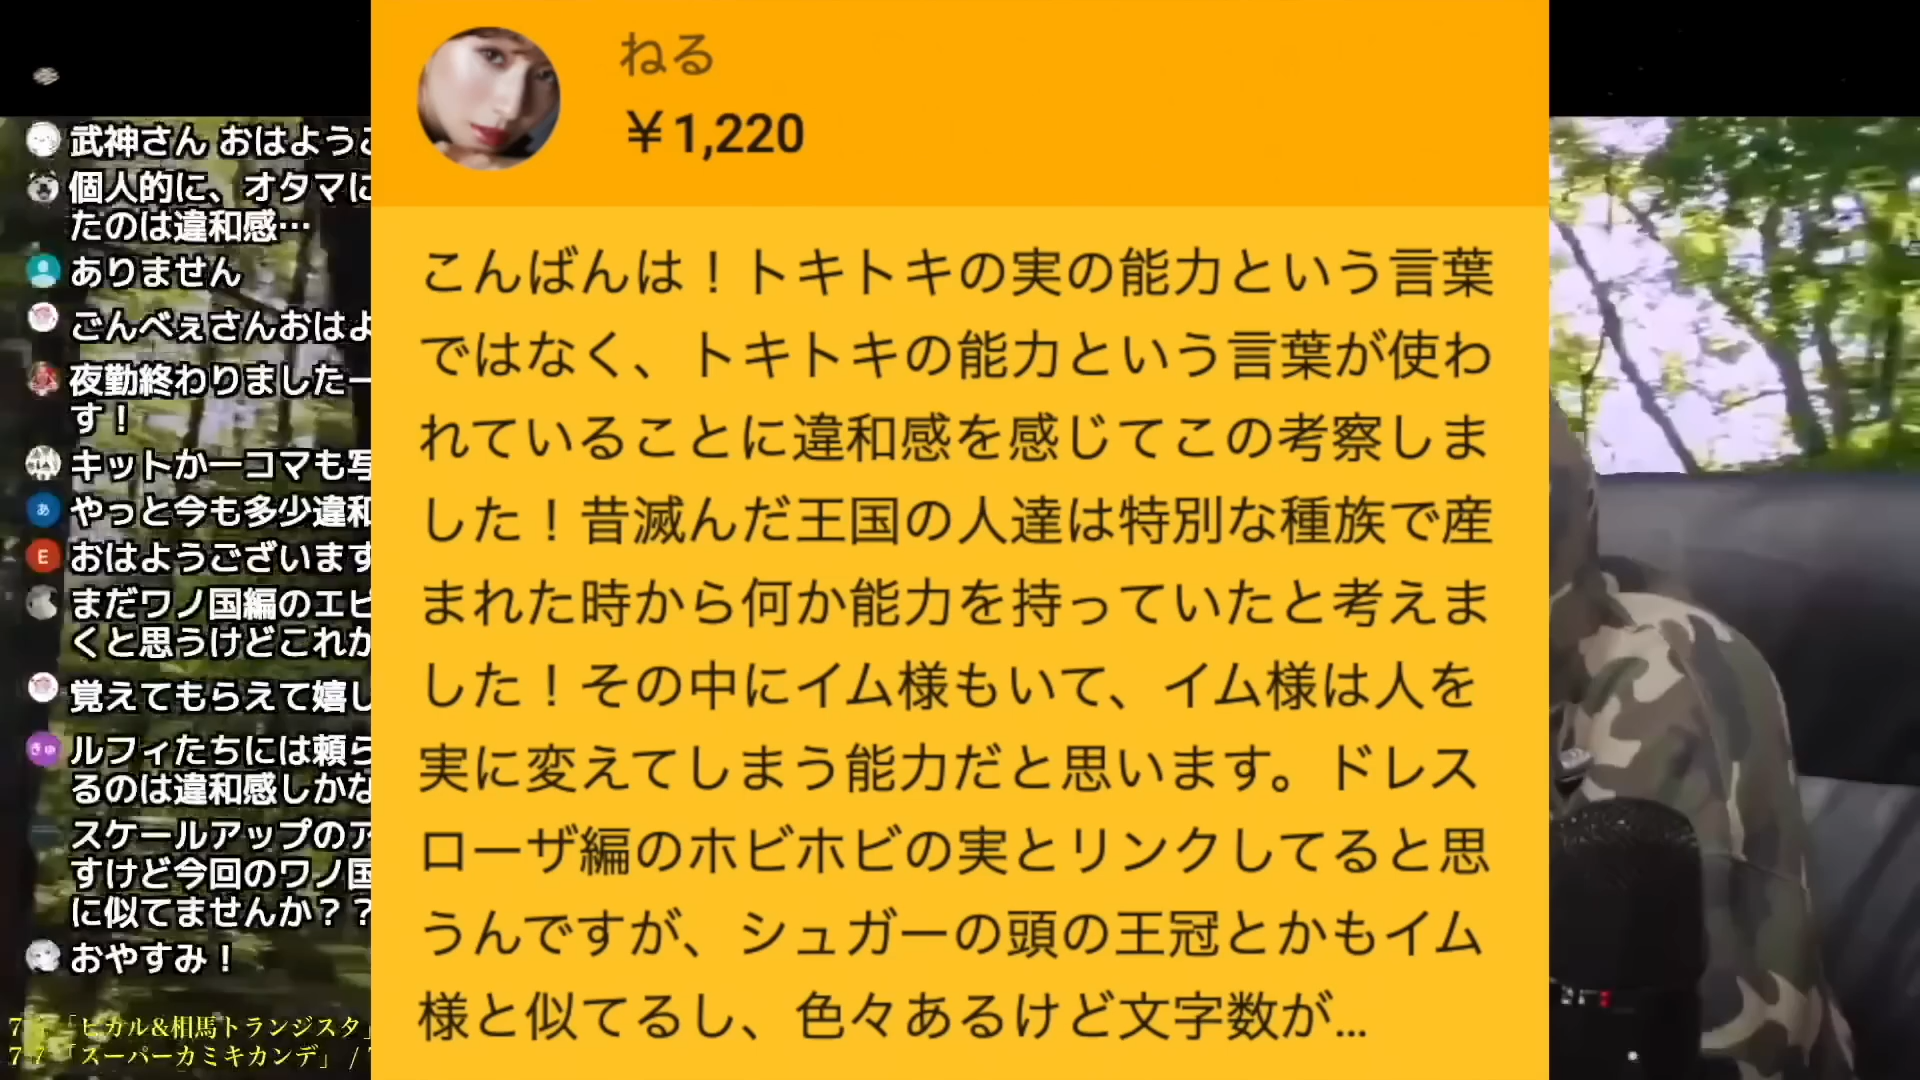 武神さん おはよう
個人的に、オタマに
たのは違和感…
ありません
ごんべぇさんおはよ
夜勤終わりましたー
す！
キットか一コマも写
あ やっと今も多少違和
E おはようございます
まだワノ国編のエピ
くと思うけどこれか
覚えてもらえて嬉し
きゅ ルフィたちには頼ら
るのは違和感しかな
スケールアップのア
すけど今回のワノ国
に似てませんか？？
おやすみ！
「ヒカル&相馬トランジスタ」
「スーパーカミキカンデ」 /
ねる
￥1,220
こんばんは！トキトキの実の能力という言葉
ではなく、トキトキの能力という言葉が使わ
れていることに違和感を感じてこの考察しま
した！昔滅んだ王国の人達は特別な種族で産
まれた時から何か能力を持っていたと考えま
した！その中にイム様もいて、イム様は人を
実に変えてしまう能力だと思います。ドレス
ローザ編のホビホビの実とリンクしてると思
うんですが、シュガーの頭の王冠とかもイム
様と似てるし、色々あるけど文字数が...